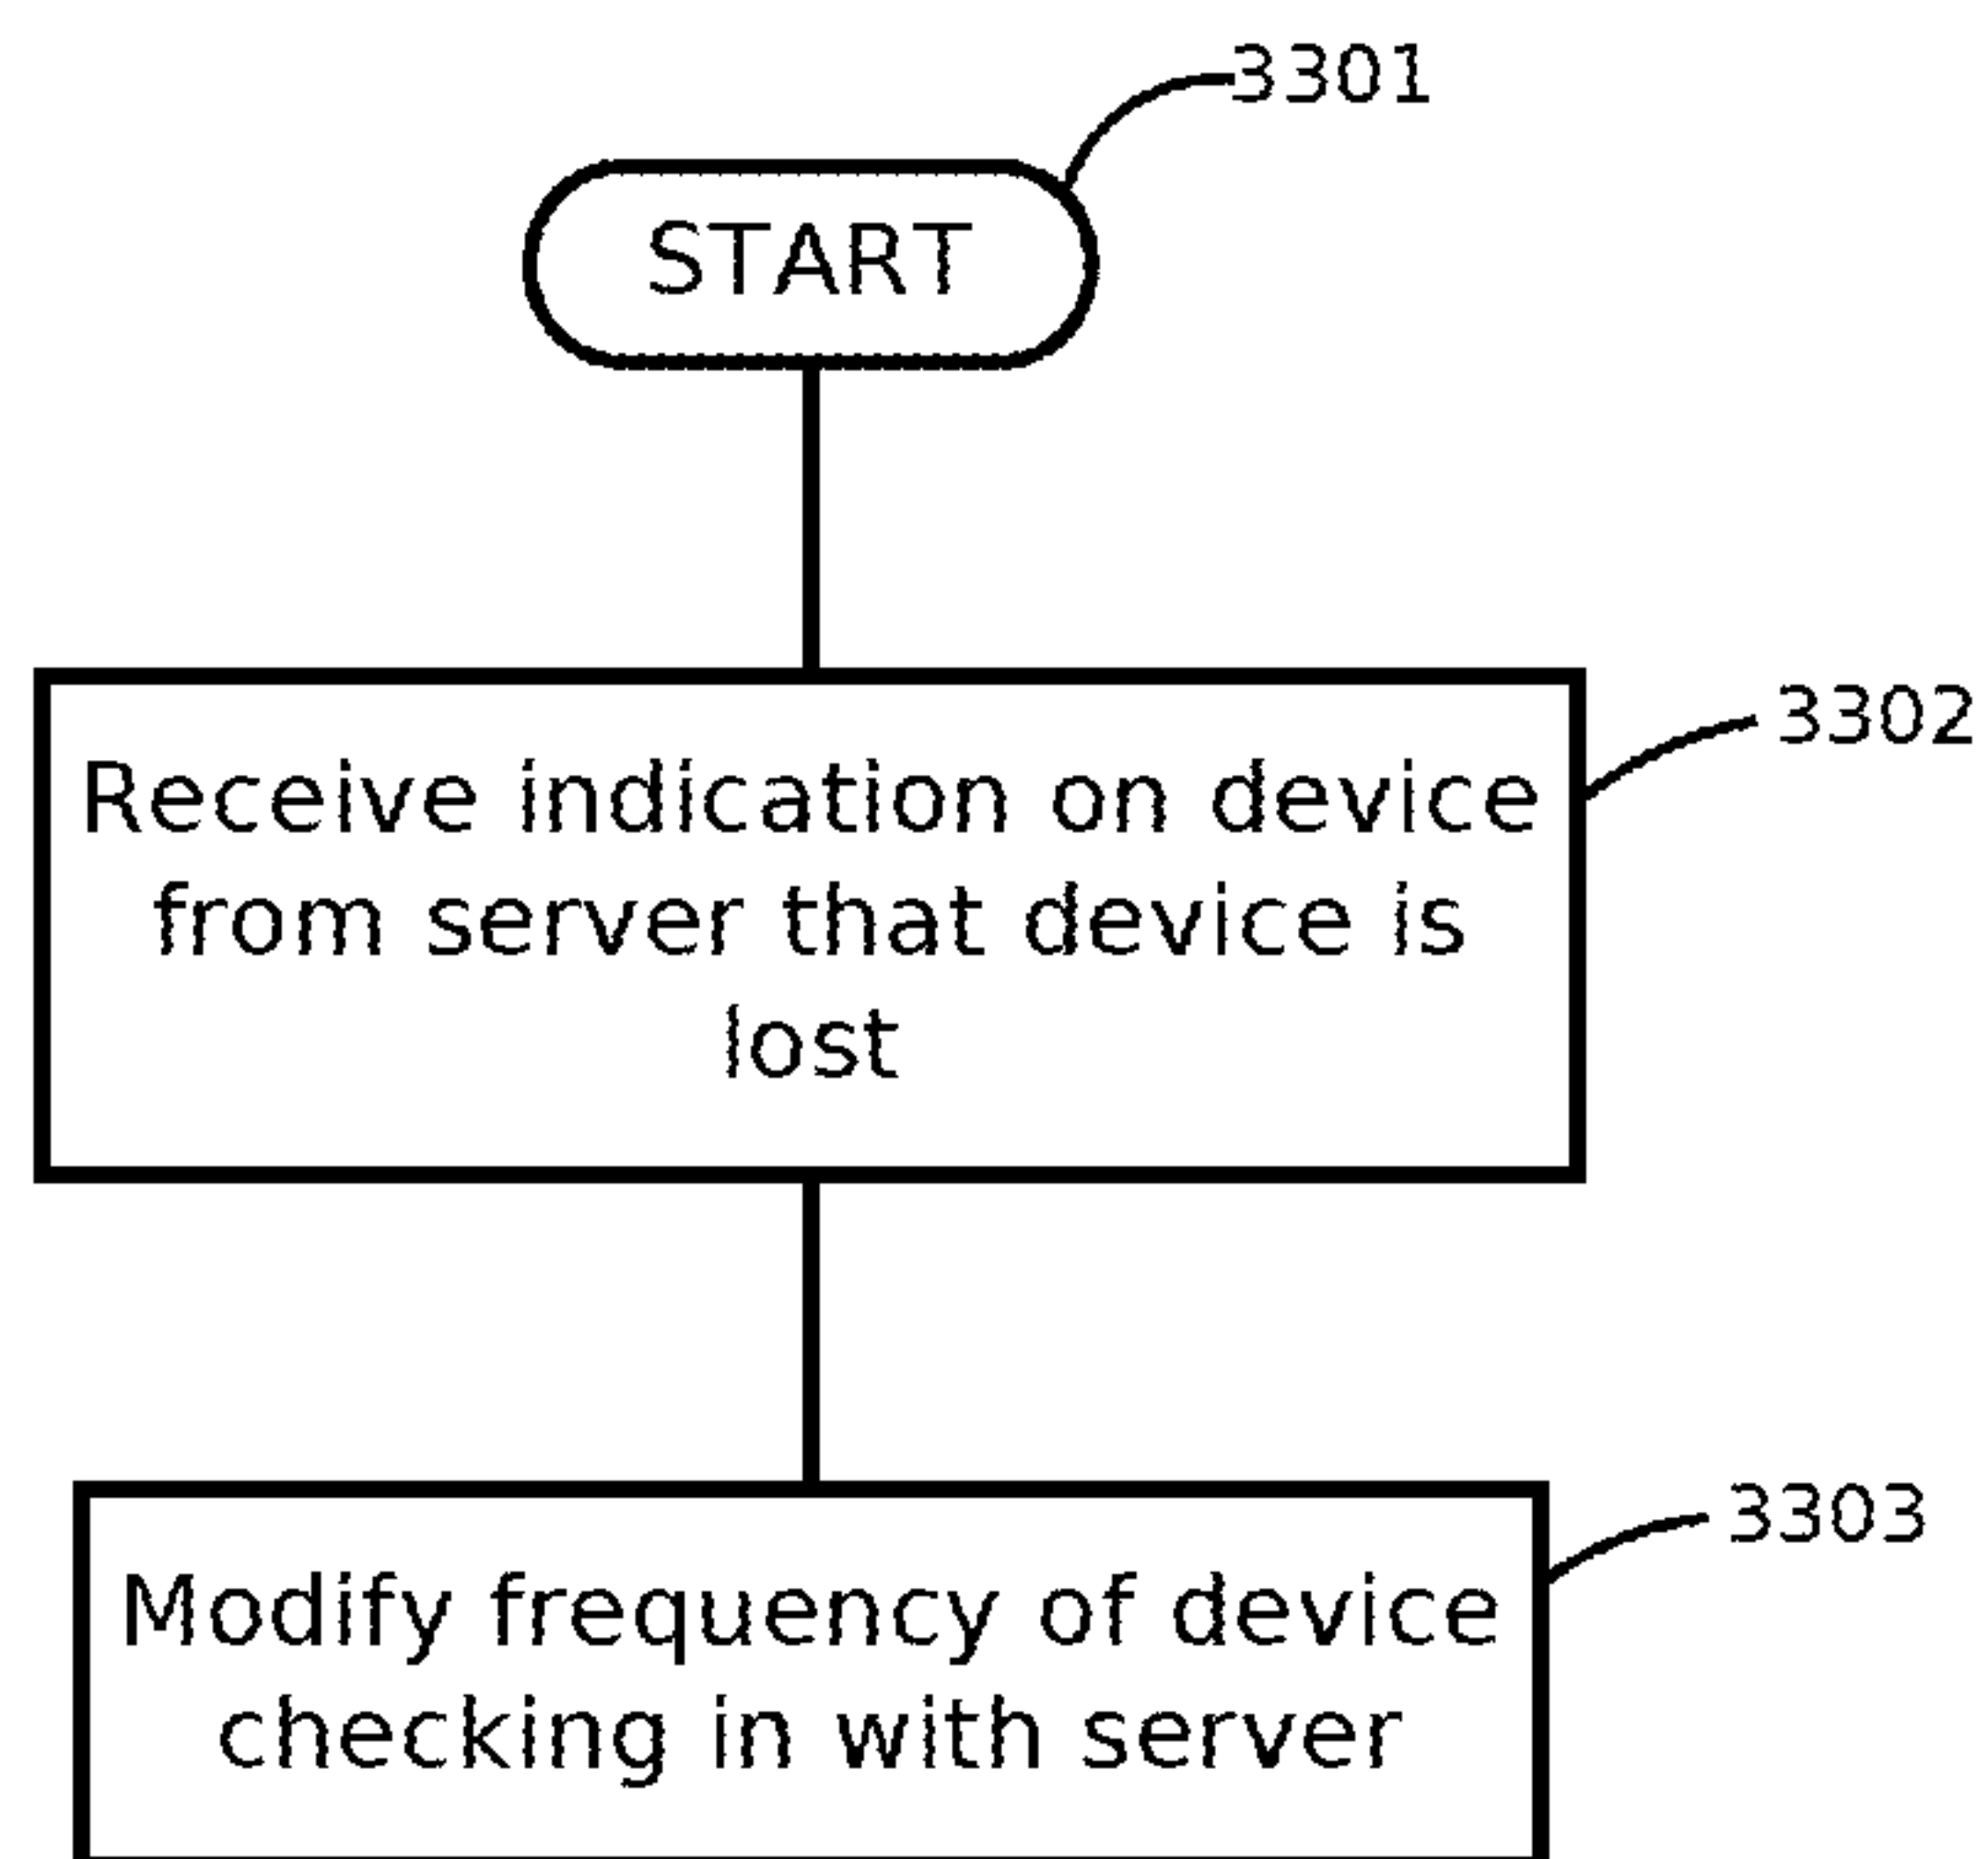 3301
START
3302
Receive indication on device
from server that device is
lost
3303
Modify frequency of device
checking in with server